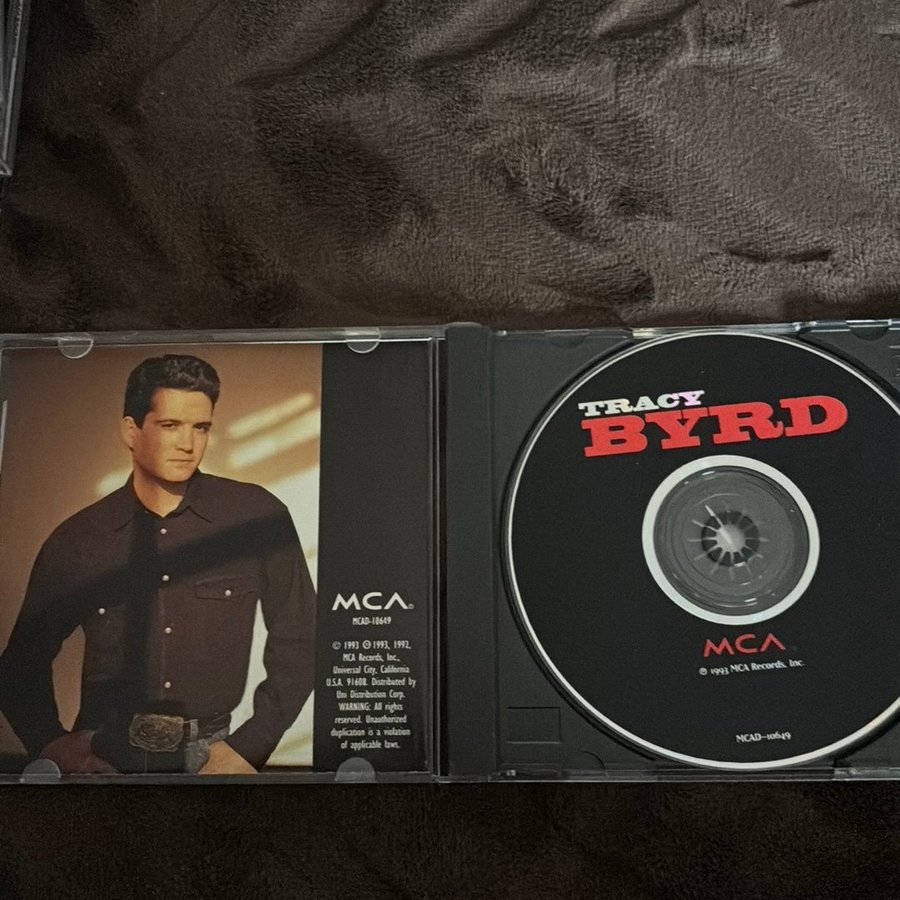 MCA
MCAD-10649
© 1993 ℗ 1993, 1992,
MCA Records, Inc.,
Universal City, California
U.S.A. 91608. Distributed by
Uni Distribution Corp.
WARNING: All rights
reserved. Unauthorized
duplication is a violation
of applicable laws.
TRACY
BYRD
MCA
℗ 1993 MCA Records, Inc.
MCAD-10649